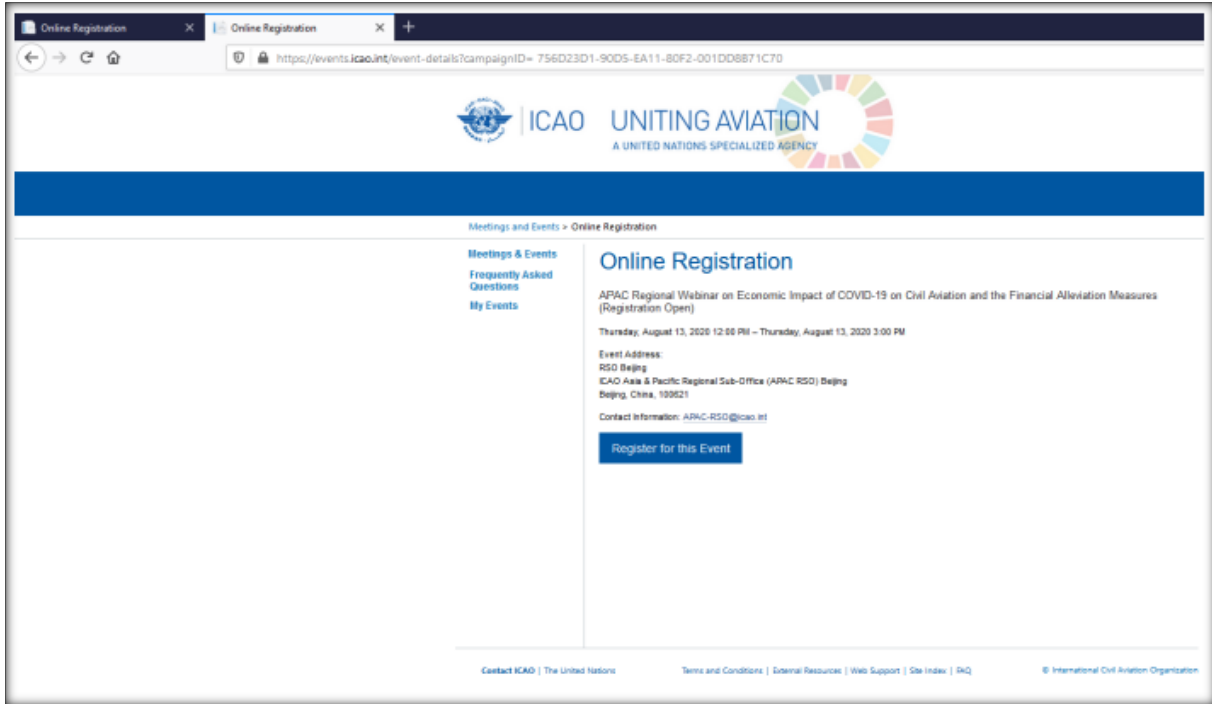 Online Registration
Online Registration
https://events.icao.int/event-details?campaignID= 756D23D1-90D5-EA11-80F2-001DD8B71C70
ICAO
UNITING AVIATION
A UNITED NATIONS SPECIALIZED AGENCY
Meetings and Events > Online Registration
Meetings & Events
Frequently Asked
Questions
My Events
Online Registration
APAC Regional Webinar on Economic Impact of COVID-19 on Civil Aviation and the Financial Alleviation Measures
(Registration Open)
Thursday, August 13, 2020 12:00 PM – Thursday, August 13, 2020 3:00 PM
Event Address:
RSO Beijing
ICAO Asia & Pacific Regional Sub-Office (APAC RSO) Beijing
Beijing, China, 100621
Contact Information: APAC-RSO@icao.int
Register for this Event
Contact ICAO | The United Nations
Terms and Conditions | External Resources | Web Support | Site Index | FAQ
© International Civil Aviation Organization